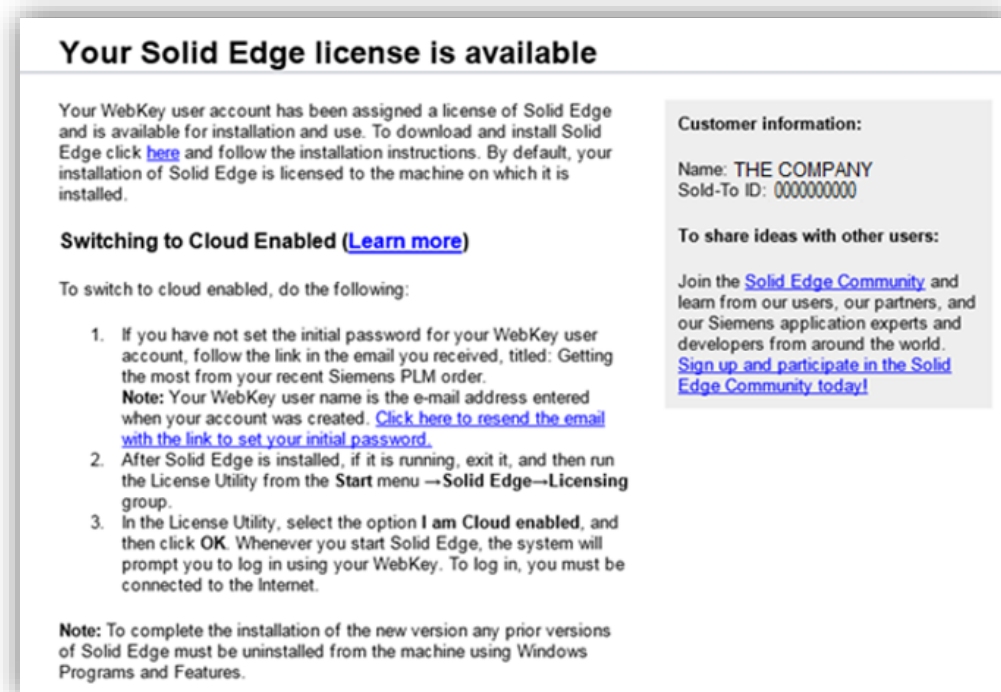 Your Solid Edge license is available
Your WebKey user account has been assigned a license of Solid Edge
and is available for installation and use. To download and install Solid
Edge click here and follow the installation instructions. By default, your
installation of Solid Edge is licensed to the machine on which it is
installed.
Switching to Cloud Enabled (Learn more)
To switch to cloud enabled, do the following:
1. If you have not set the initial password for your WebKey user
account, follow the link in the email you received, titled: Getting
the most from your recent Siemens PLM order.
Note: Your WebKey user name is the e-mail address entered
when your account was created. Click here to resend the email
with the link to set your initial password.
2. After Solid Edge is installed, if it is running, exit it, and then run
the License Utility from the Start menu →Solid Edge→Licensing
group.
3. In the License Utility, select the option I am Cloud enabled, and
then click OK. Whenever you start Solid Edge, the system will
prompt you to log in using your WebKey. To log in, you must be
connected to the Internet.
Note: To complete the installation of the new version any prior versions
of Solid Edge must be uninstalled from the machine using Windows
Programs and Features.
Customer information:
Name: THE COMPANY
Sold-To ID: 0000000000
To share ideas with other users:
Join the Solid Edge Community and
learn from our users, our partners, and
our Siemens application experts and
developers from around the world.
Sign up and participate in the Solid
Edge Community today!